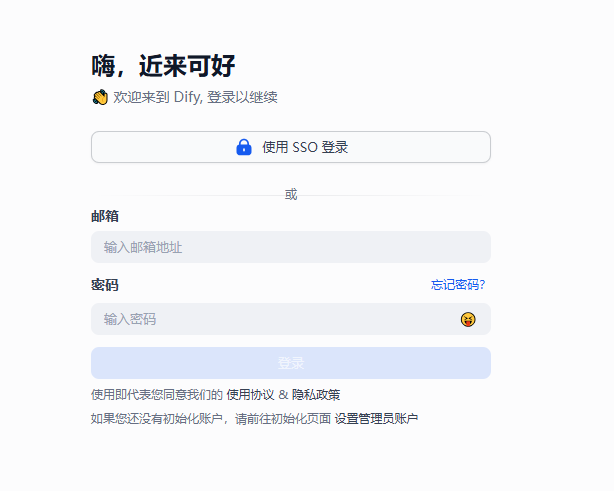 嗨，近来可好
👋 欢迎来到 Dify, 登录以继续
使用 SSO 登录
或
邮箱
输入邮箱地址
密码 忘记密码？
输入密码
登录
使用即代表您同意我们的 使用协议 & 隐私政策
如果您还没有初始化账户，请前往初始化页面 设置管理员账户